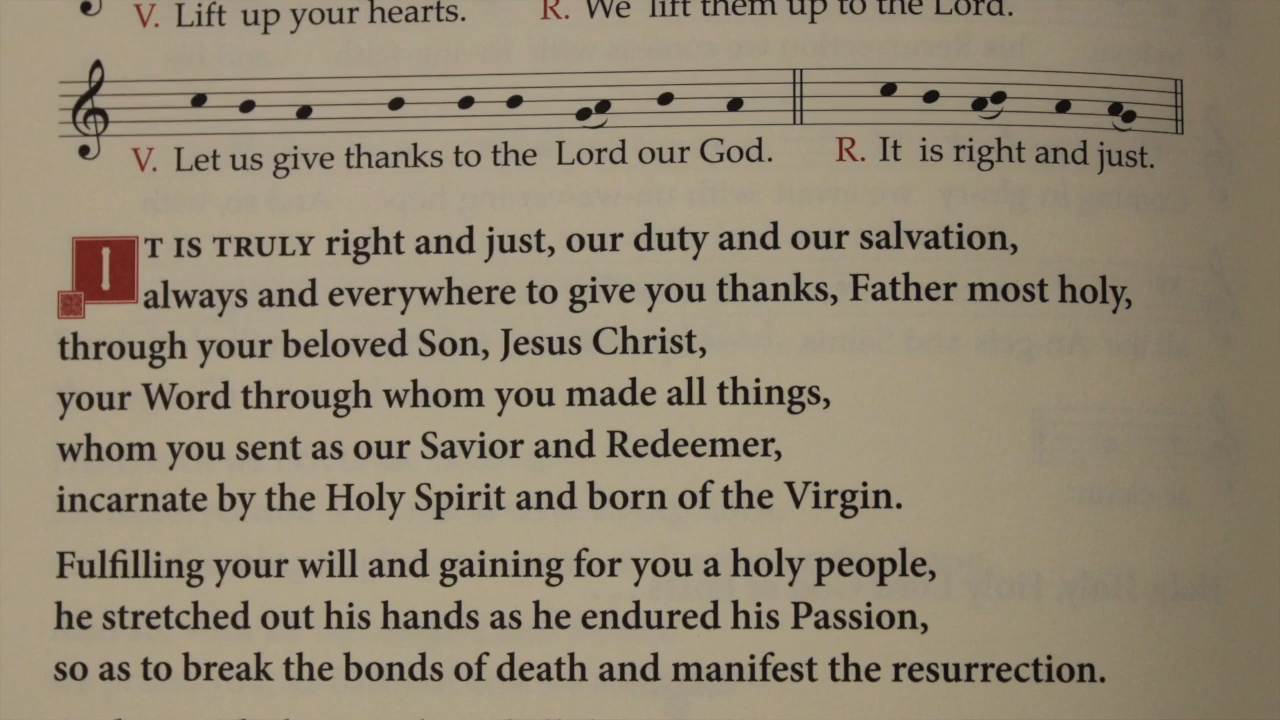 V. Lift up your hearts. R. We lift them up to the Lord.
V. Let us give thanks to the Lord our God. R. It is right and just.
IT IS TRULY right and just, our duty and our salvation,
always and everywhere to give you thanks, Father most holy,
through your beloved Son, Jesus Christ,
your Word through whom you made all things,
whom you sent as our Savior and Redeemer,
incarnate by the Holy Spirit and born of the Virgin.
Fulfilling your will and gaining for you a holy people,
he stretched out his hands as he endured his Passion,
so as to break the bonds of death and manifest the resurrection.